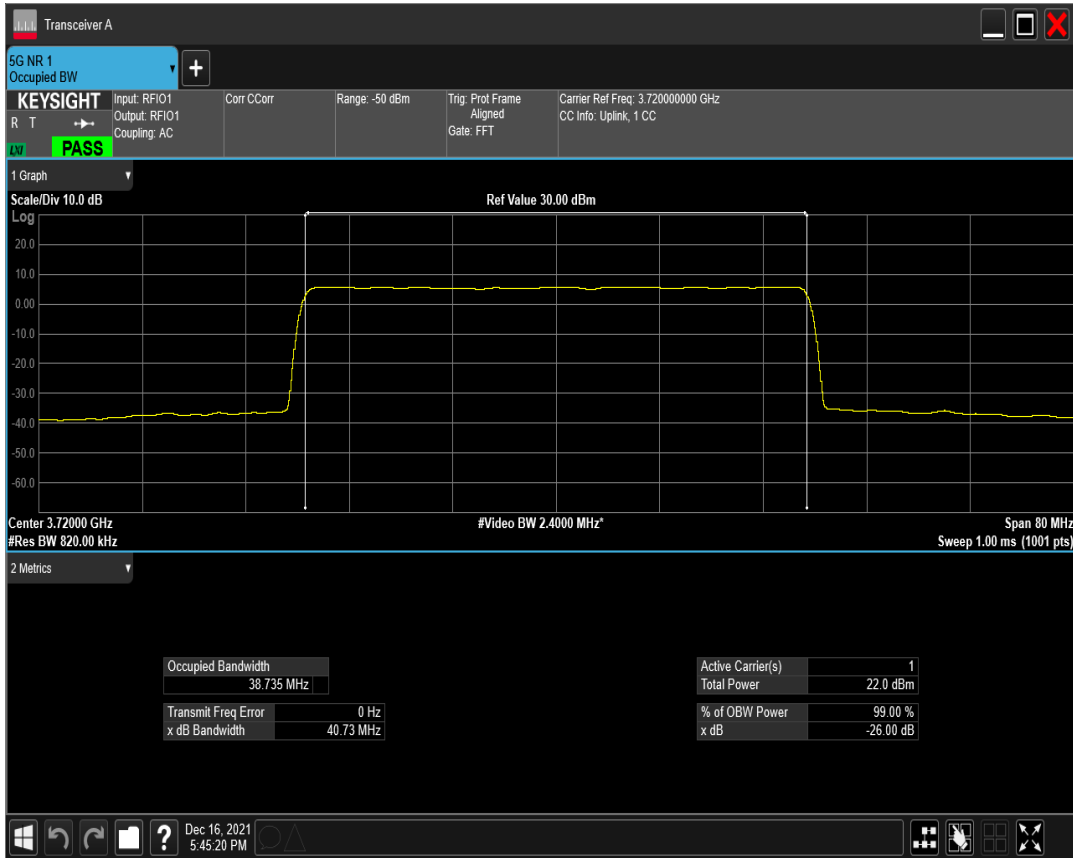 Transceiver A
5G NR 1
Occupied BW
+
KEYSIGHT
R T
LXI
PASS
Input: RFIO1
Output: RFIO1
Coupling: AC
Corr CCorr
Range: -50 dBm
Trig: Prot Frame
Aligned
Gate: FFT
Carrier Ref Freq: 3.720000000 GHz
CC Info: Uplink, 1 CC
1 Graph
Scale/Div 10.0 dB
Ref Value 30.00 dBm
Log
20.0
10.0
0.00
-10.0
-20.0
-30.0
-40.0
-50.0
-60.0
Center 3.72000 GHz
#Video BW 2.4000 MHz*
Span 80 MHz
#Res BW 820.00 kHz
Sweep 1.00 ms (1001 pts)
2 Metrics
Occupied Bandwidth
38.735 MHz
Transmit Freq Error 0 Hz
x dB Bandwidth 40.73 MHz
Active Carrier(s) 1
Total Power 22.0 dBm
% of OBW Power 99.00 %
x dB -26.00 dB
?
Dec 16, 2021
5:45:20 PM